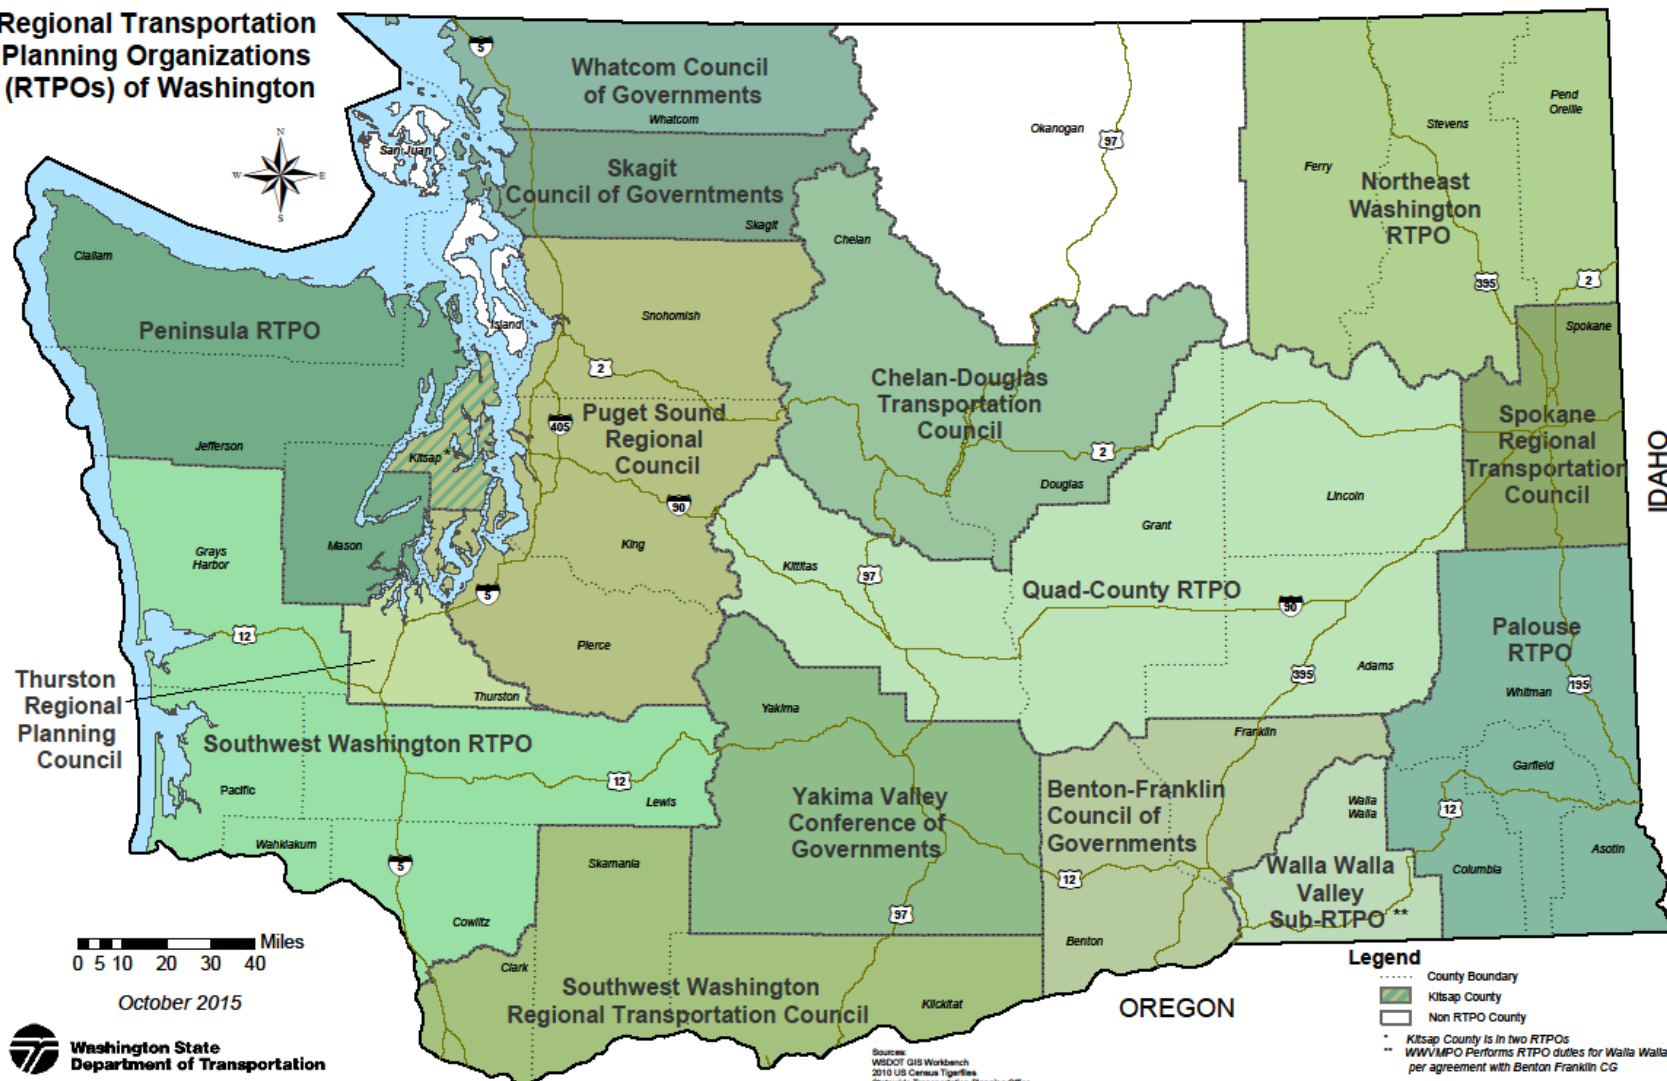 Regional Transportation
Planning Organizations
(RTPOs) of Washington
N
W
E
S
5
Whatcom Council
of Governments
Whatcom
San Juan
Skagit
Council of Governtments
Skagit
Okanogan
97
Pend
Oreille
Stevens
Ferry
Northeast
Washington
RTPO
395
2
Spokane
Chelan
Clallam
Peninsula RTPO
Island
Snohomish
2
405
Puget Sound
Regional
Council
Chelan-Douglas
Transportation
Council
2
Douglas
Spokane
Regional
Transportation
Council
IDAHO
Jefferson
Kitsap *
90
King
Lincoln
Grant
Grays
Harbor
Mason
Kittitas
97
Quad-County RTPO
90
5
12
Pierce
Palouse
RTPO
Whitman
195
395
Adams
Thurston
Regional
Planning
Council
Thurston
Yakima
Southwest Washington RTPO
Franklin
Garfield
12
Pacific
Lewis
Yakima Valley
Conference of
Governments
Benton-Franklin
Council of
Governments
Walla
Walla
12
Wahkiakum
5
Skamania
12
Walla Walla
Valley
Sub-RTPO **
Columbia
Asotin
Cowlitz
97
Benton
Clark
Southwest Washington
Regional Transportation Council
Klickitat
OREGON
Miles
0 5 10 20 30 40
October 2015
Washington State
Department of Transportation
Legend
County Boundary
Kitsap County
Non RTPO County
* Kitsap County is in two RTPOs
** WWVMPO Performs RTPO duties for Walla Walla
per agreement with Benton Franklin CG
Sources:
WSDOT GIS Workbench
2010 US Census Tigerfiles
Statewide Transportation Planning Office